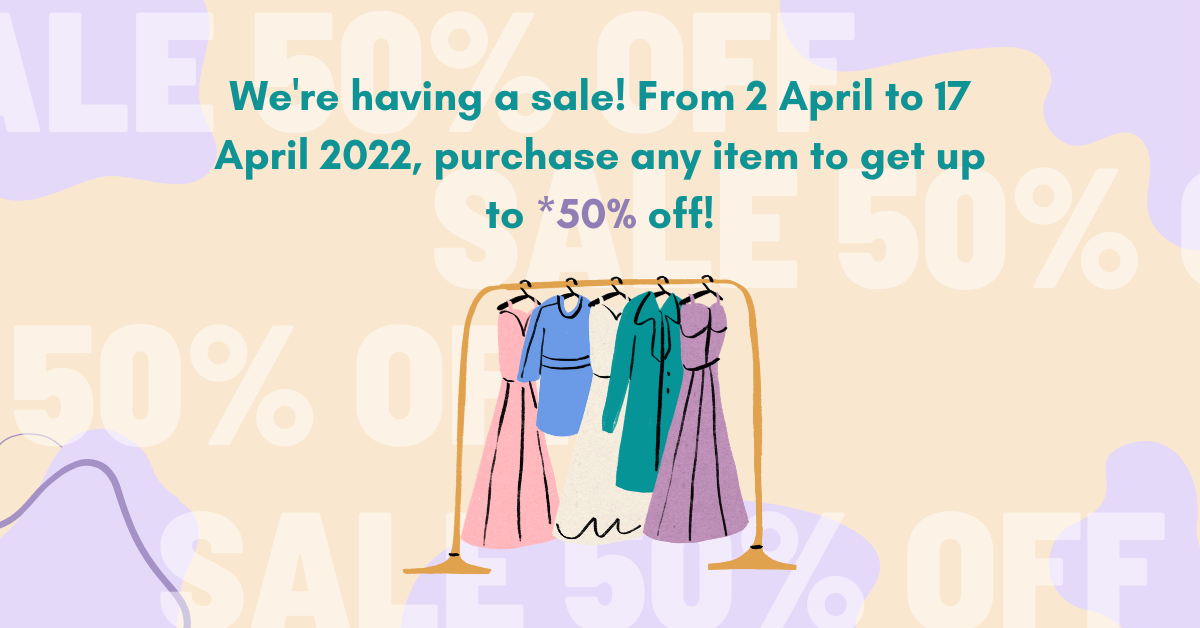 ALE 50% OFF
We're having a sale! From 2 April to 17
April 2022, purchase any item to get up
to *50% off!
SALE 50% O
50% OF
SALE 50% OFF